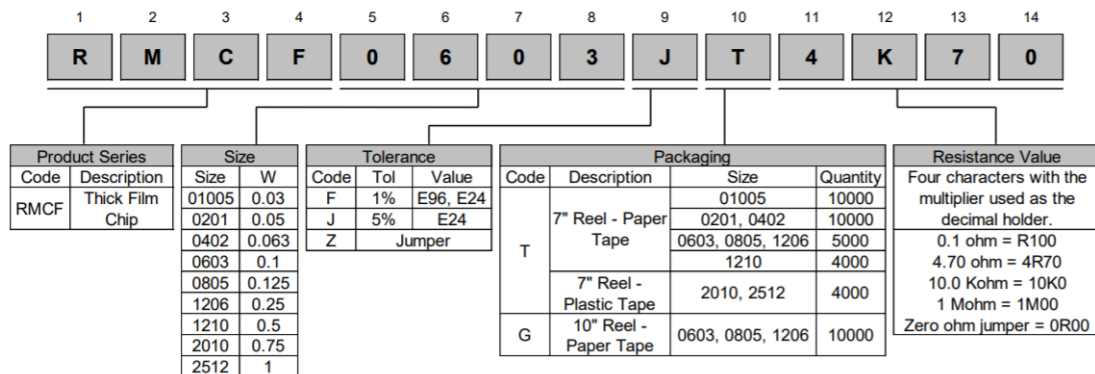 1 2 3 4 5 6 7 8 9 10 11 12 13 14
R M C F 0 6 0 3 J T 4 K 7 0
Product Series
Code Description
RMCF Thick Film
Chip
Size
Size W
01005 0.03
0201 0.05
0402 0.063
0603 0.1
0805 0.125
1206 0.25
1210 0.5
2010 0.75
2512 1
Tolerance
Code Tol Value
F 1% E96, E24
J 5% E24
Z Jumper
Packaging
Code Description Size Quantity
T 7" Reel - Paper
Tape
01005 10000
0201, 0402 10000
0603, 0805, 1206 5000
1210 4000
7" Reel -
Plastic Tape
2010, 2512 4000
G 10" Reel -
Paper Tape
0603, 0805, 1206 10000
Resistance Value
Four characters with the
multiplier used as the
decimal holder.
0.1 ohm = R100
4.70 ohm = 4R70
10.0 Kohm = 10K0
1 Mohm = 1M00
Zero ohm jumper = 0R00